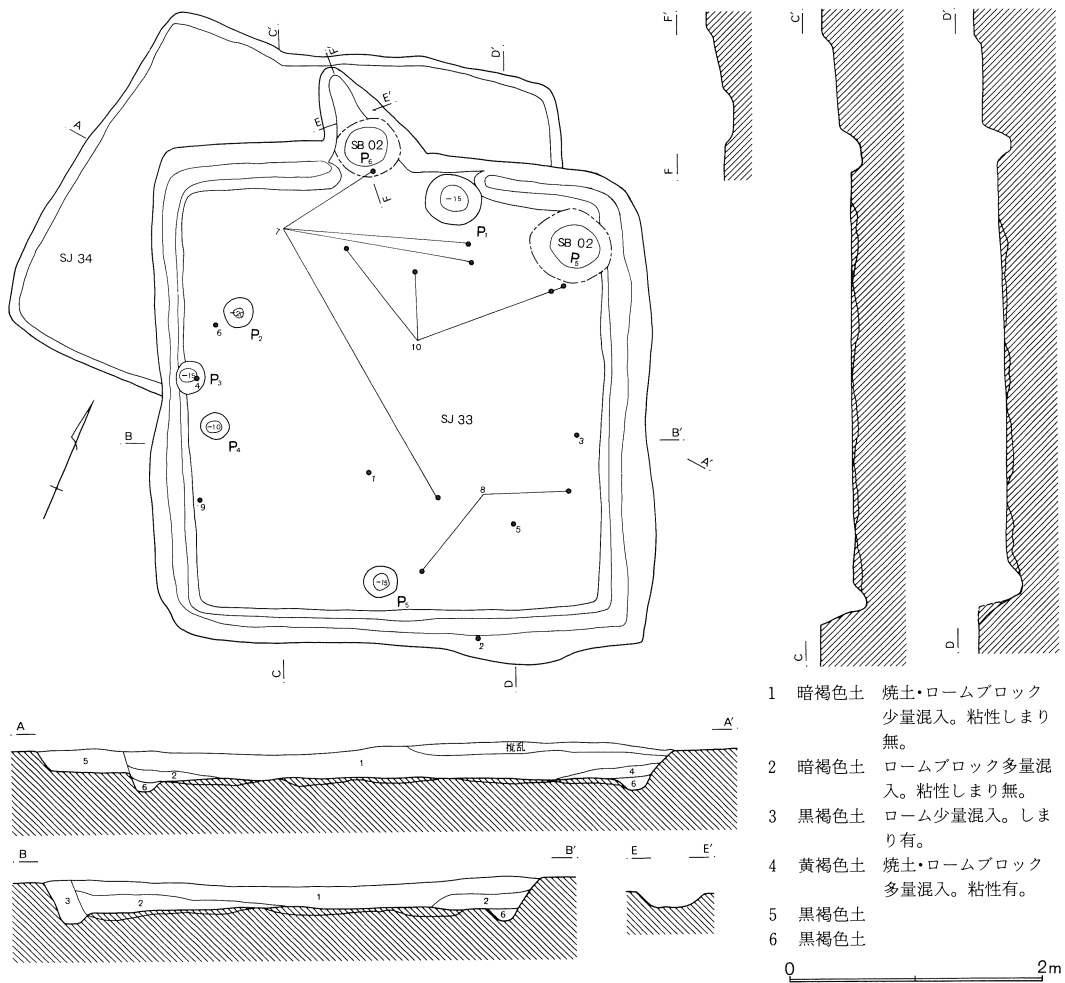 C'
F'
D'
E'
A
E
SB 02
P₆
F
-15
P₁
SB 02
P₅
7
SJ 34
-20
P₂
6
10
-15
4
P₃
-10
P₄
SJ 33
B
B'
3
A'
1
8
9
5
-15
P₅
2
C
D
F'
F
C'
C
D'
D
A
A'
撹乱
5
1
2
4
6
6
B
B'
3
2
1
2
6
E
E'
1 暗褐色土 焼土・ロームブロック
少量混入。粘性しまり
無。
2 暗褐色土 ロームブロック多量混
入。粘性しまり無。
3 黒褐色土 ローム少量混入。しま
り有。
4 黄褐色土 焼土・ロームブロック
多量混入。粘性有。
5 黒褐色土
6 黒褐色土
0 2m